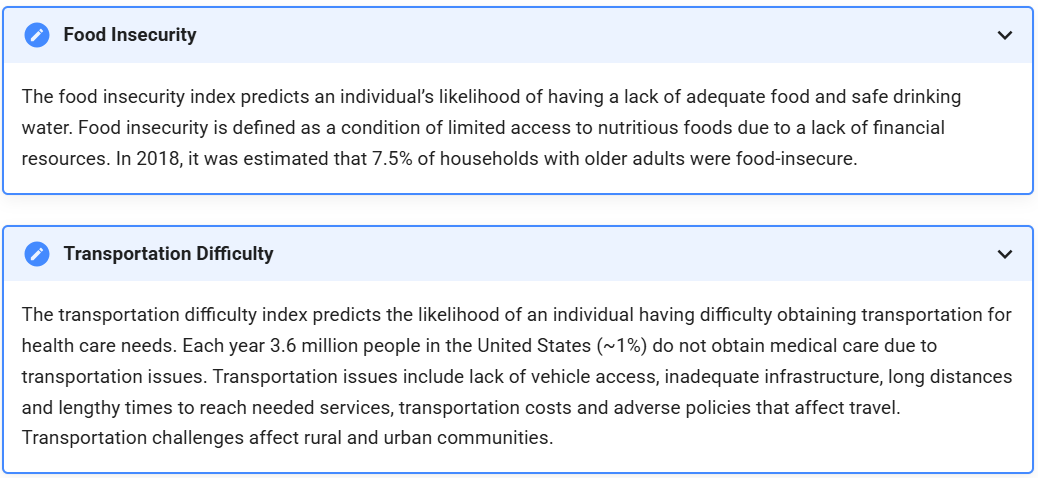 Food Insecurity
The food insecurity index predicts an individual’s likelihood of having a lack of adequate food and safe drinking
water. Food insecurity is defined as a condition of limited access to nutritious foods due to a lack of financial
resources. In 2018, it was estimated that 7.5% of households with older adults were food-insecure.
Transportation Difficulty
The transportation difficulty index predicts the likelihood of an individual having difficulty obtaining transportation for
health care needs. Each year 3.6 million people in the United States (~1%) do not obtain medical care due to
transportation issues. Transportation issues include lack of vehicle access, inadequate infrastructure, long distances
and lengthy times to reach needed services, transportation costs and adverse policies that affect travel.
Transportation challenges affect rural and urban communities.